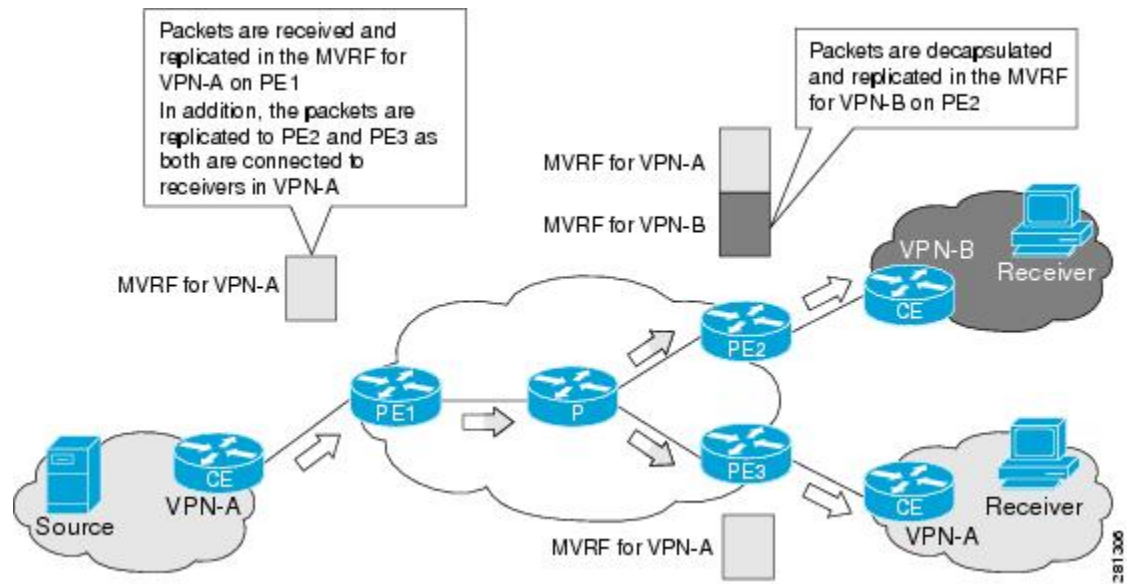 Packets are received and
replicated in the MVRF for
VPN-A on PE1
In addition, the packets are
replicated to PE2 and PE3 as
both are connected to
receivers in VPN-A
Packets are decapsulated
and replicated in the MVRF
for VPN-B on PE2
MVRF for VPN-A
MVRF for VPN-B
MVRF for VPN-A
VPN-B
Receiver
CE
PE2
PE1
P
PE3
CE
VPN-A
Source
CE
Receiver
VPN-A
MVRF for VPN-A
281306